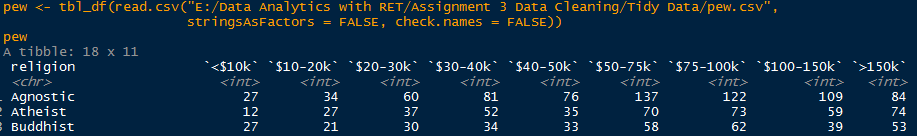 pew <- tbl_df(read.csv("E:/Data Analytics with RET/Assignment 3 Data Cleaning/Tidy Data/pew.csv",
stringsAsFactors = FALSE, check.names = FALSE))
pew
A tibble: 18 x 11
religion `<$10k` `$10-20k` `$20-30k` `$30-40k` `$40-50k` `$50-75k` `$75-100k` `$100-150k` `>150k`
<chr> <int> <int> <int> <int> <int> <int> <int> <int> <int>
1 Agnostic 27 34 60 81 76 137 122 109 84
2 Atheist 12 27 37 52 35 70 73 59 74
3 Buddhist 27 21 30 34 33 58 62 39 53